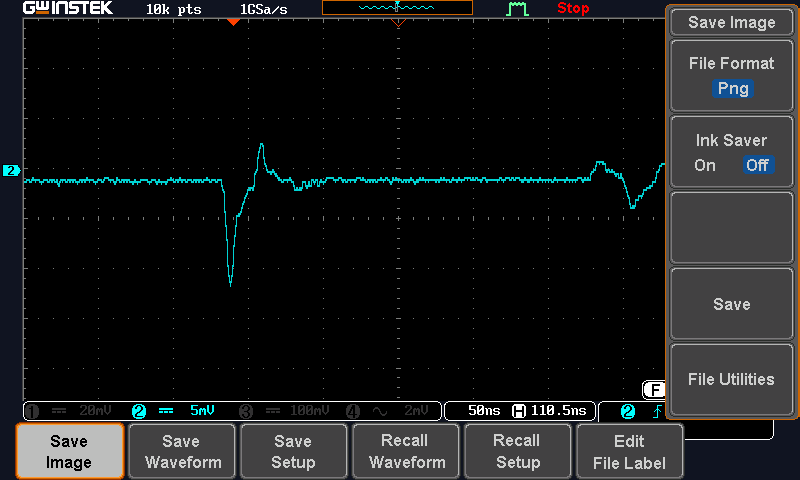 GWINSTEK 10k pts 1GSa/s Stop
Save Image
File Format
Png
Ink Saver
On Off
Save
File Utilities
2
F
1 20mV 2 5mV 3 100mV 4 2mV 50ns H 110.5ns 2
Save Image
Save Waveform
Save Setup
Recall Waveform
Recall Setup
Edit File Label